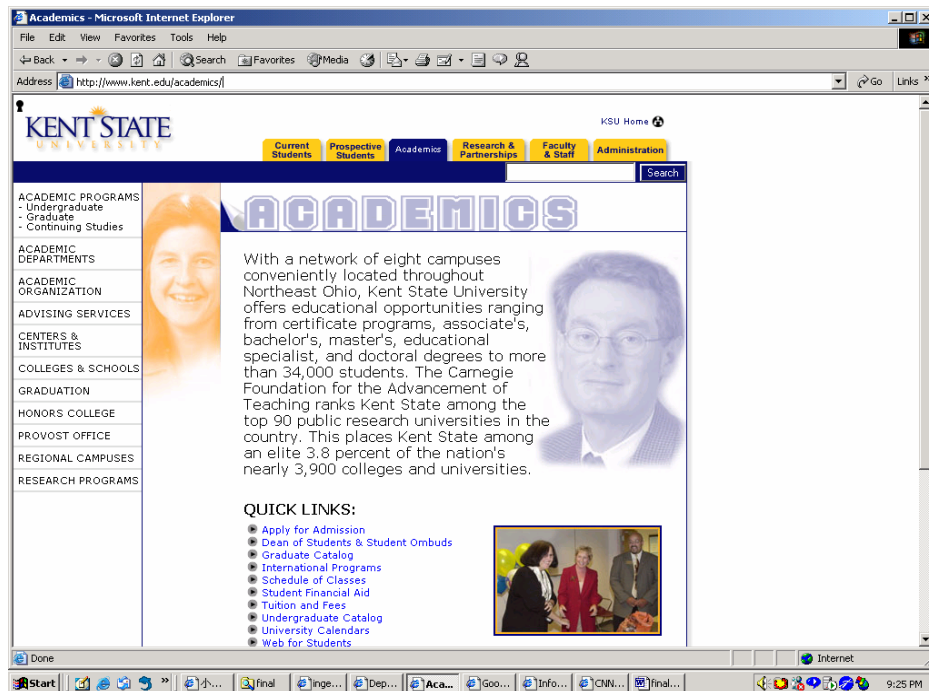 Academics - Microsoft Internet Explorer
File Edit View Favorites Tools Help
Back Search Favorites Media
Address http://www.kent.edu/academics/ Go Links »
KENT STATE
UNIVERSITY
KSU Home
Current Students Prospective Students Academics Research & Partnerships Faculty & Staff Administration
Search
ACADEMIC PROGRAMS
- Undergraduate
- Graduate
- Continuing Studies
ACADEMIC
DEPARTMENTS
ACADEMIC
ORGANIZATION
ADVISING SERVICES
CENTERS &
INSTITUTES
COLLEGES & SCHOOLS
GRADUATION
HONORS COLLEGE
PROVOST OFFICE
REGIONAL CAMPUSES
RESEARCH PROGRAMS
ACADEMICS
With a network of eight campuses
conveniently located throughout
Northeast Ohio, Kent State University
offers educational opportunities ranging
from certificate programs, associate's,
bachelor's, master's, educational
specialist, and doctoral degrees to more
than 34,000 students. The Carnegie
Foundation for the Advancement of
Teaching ranks Kent State among the
top 90 public research universities in the
country. This places Kent State among
an elite 3.8 percent of the nation's
nearly 3,900 colleges and universities.
QUICK LINKS:
Apply for Admission
Dean of Students & Student Ombuds
Graduate Catalog
International Programs
Schedule of Classes
Student Financial Aid
Tuition and Fees
Undergraduate Catalog
University Calendars
Web for Students
Done Internet
Start » 小... final inge... Dep... Aca... Goo... Info... CNN... final... 9:25 PM